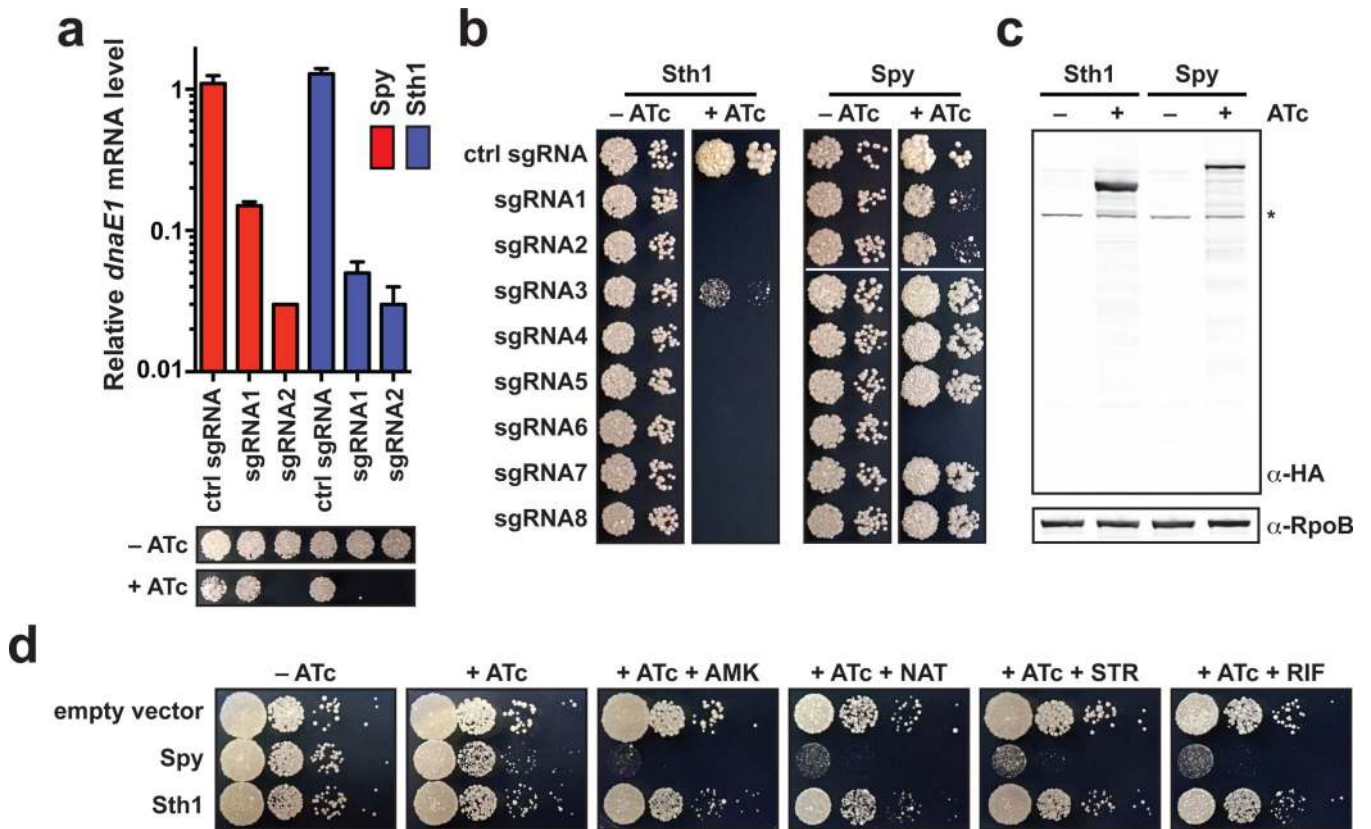 a
Relative dnaE1 mRNA level
1
0.1
0.01
Spy
Sth1
ctrl sgRNA
sgRNA1
sgRNA2
ctrl sgRNA
sgRNA1
sgRNA2
– ATc
+ ATc
b
Sth1
Spy
– ATc
+ ATc
– ATc
+ ATc
ctrl sgRNA
sgRNA1
sgRNA2
sgRNA3
sgRNA4
sgRNA5
sgRNA6
sgRNA7
sgRNA8
c
Sth1
Spy
– + – + ATc
*
α-HA
α-RpoB
d
– ATc
+ ATc
+ ATc + AMK
+ ATc + NAT
+ ATc + STR
+ ATc + RIF
empty vector
Spy
Sth1